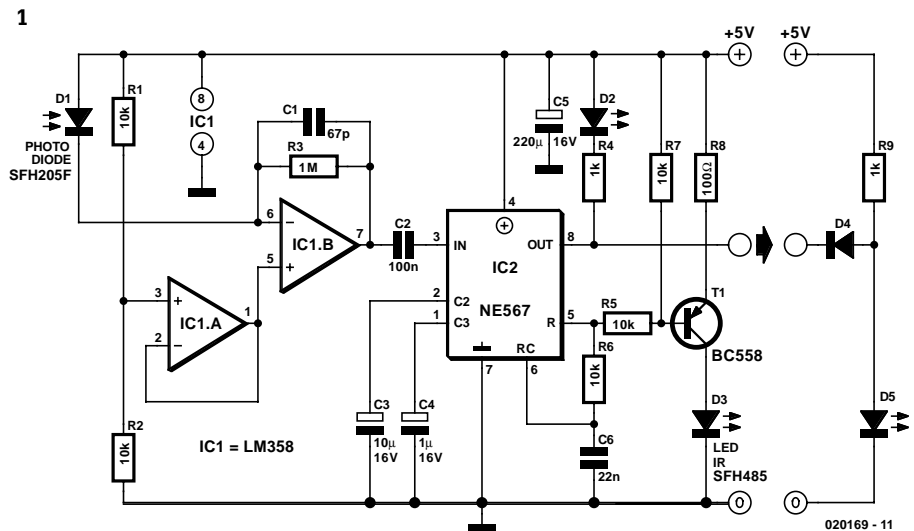 1
+5V
+5V
D1
PHOTO
DIODE
SFH205F
R1
10k
8
IC1
4
C1
67p
R3
1M
6
5
7
IC1.B
C2
100n
3
2
1
IC1.A
R2
10k
IC1 = LM358
C5
220µ 16V
D2
R4
1k
R7
10k
R8
100Ω
R9
1k
4
3
IN
OUT
8
IC2
NE567
2
C2
1
C3
R
5
RC
7
6
R5
10k
R6
10k
T1
BC558
D4
C3
10µ
16V
C4
1µ
16V
C6
22n
D3
LED
IR
SFH485
D5
0
0
020169 - 11